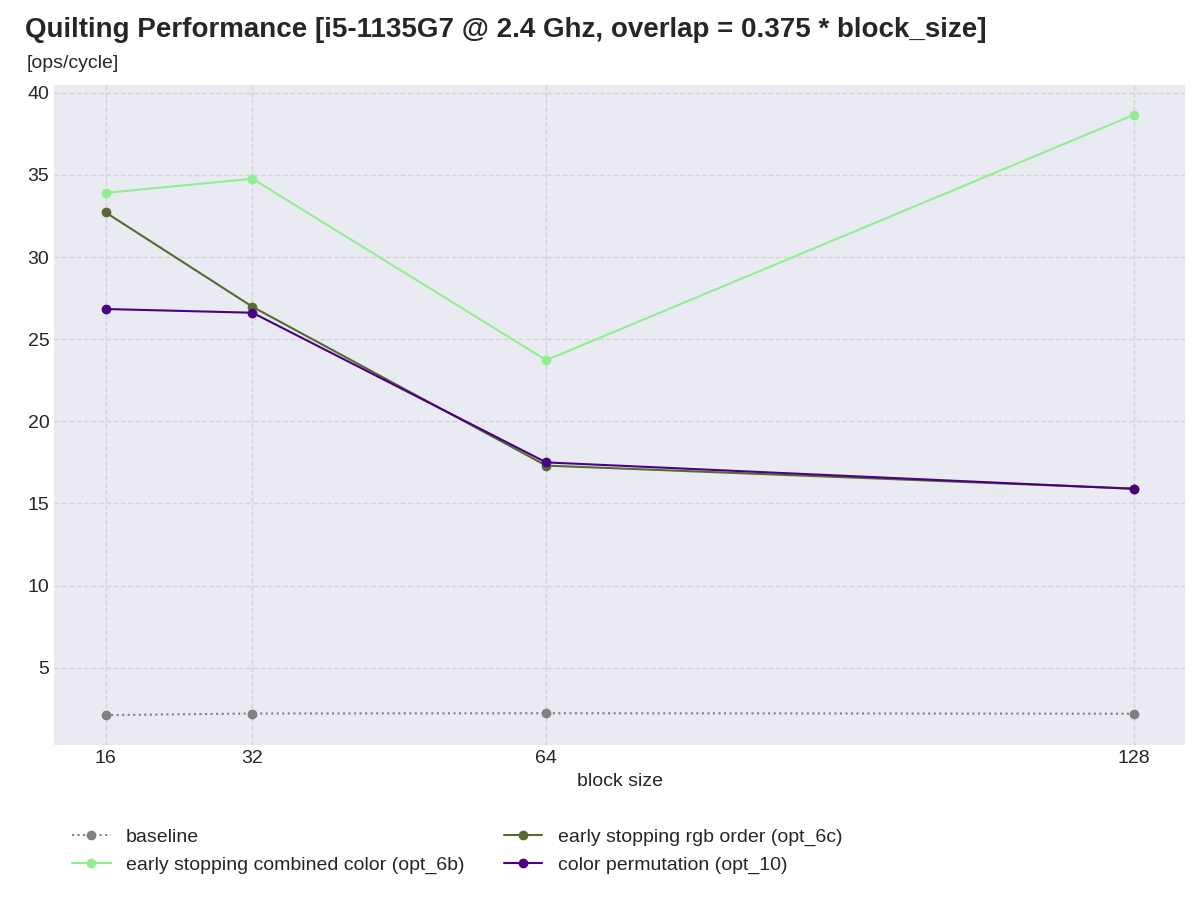 Quilting Performance [i5-1135G7 @ 2.4 Ghz, overlap = 0.375 * block_size]
[ops/cycle]
40
35
30
25
20
15
10
5
16 32 64 128
block size
baseline
early stopping combined color (opt_6b)
early stopping rgb order (opt_6c)
color permutation (opt_10)